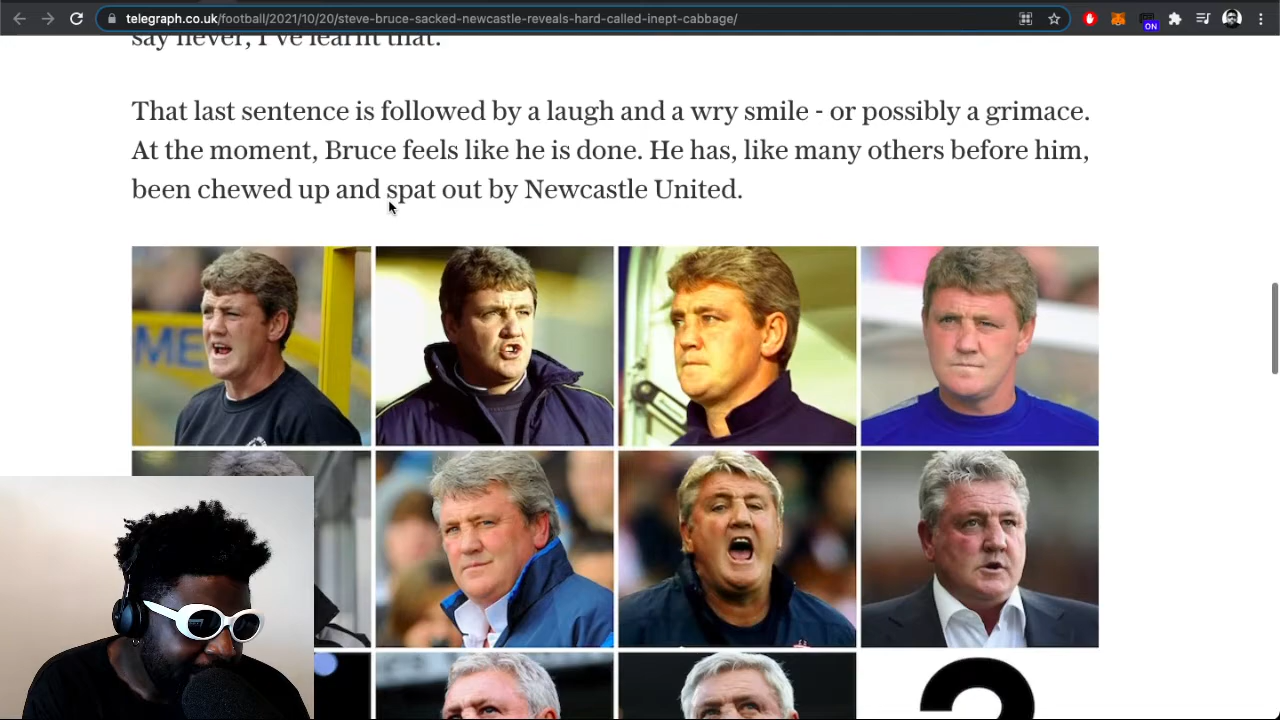 telegraph.co.uk/football/2021/10/20/steve-bruce-sacked-newcastle-reveals-hard-called-inept-cabbage/
ON
say never, I've learnt that.
That last sentence is followed by a laugh and a wry smile - or possibly a grimace.
At the moment, Bruce feels like he is done. He has, like many others before him,
been chewed up and spat out by Newcastle United.
ME
?